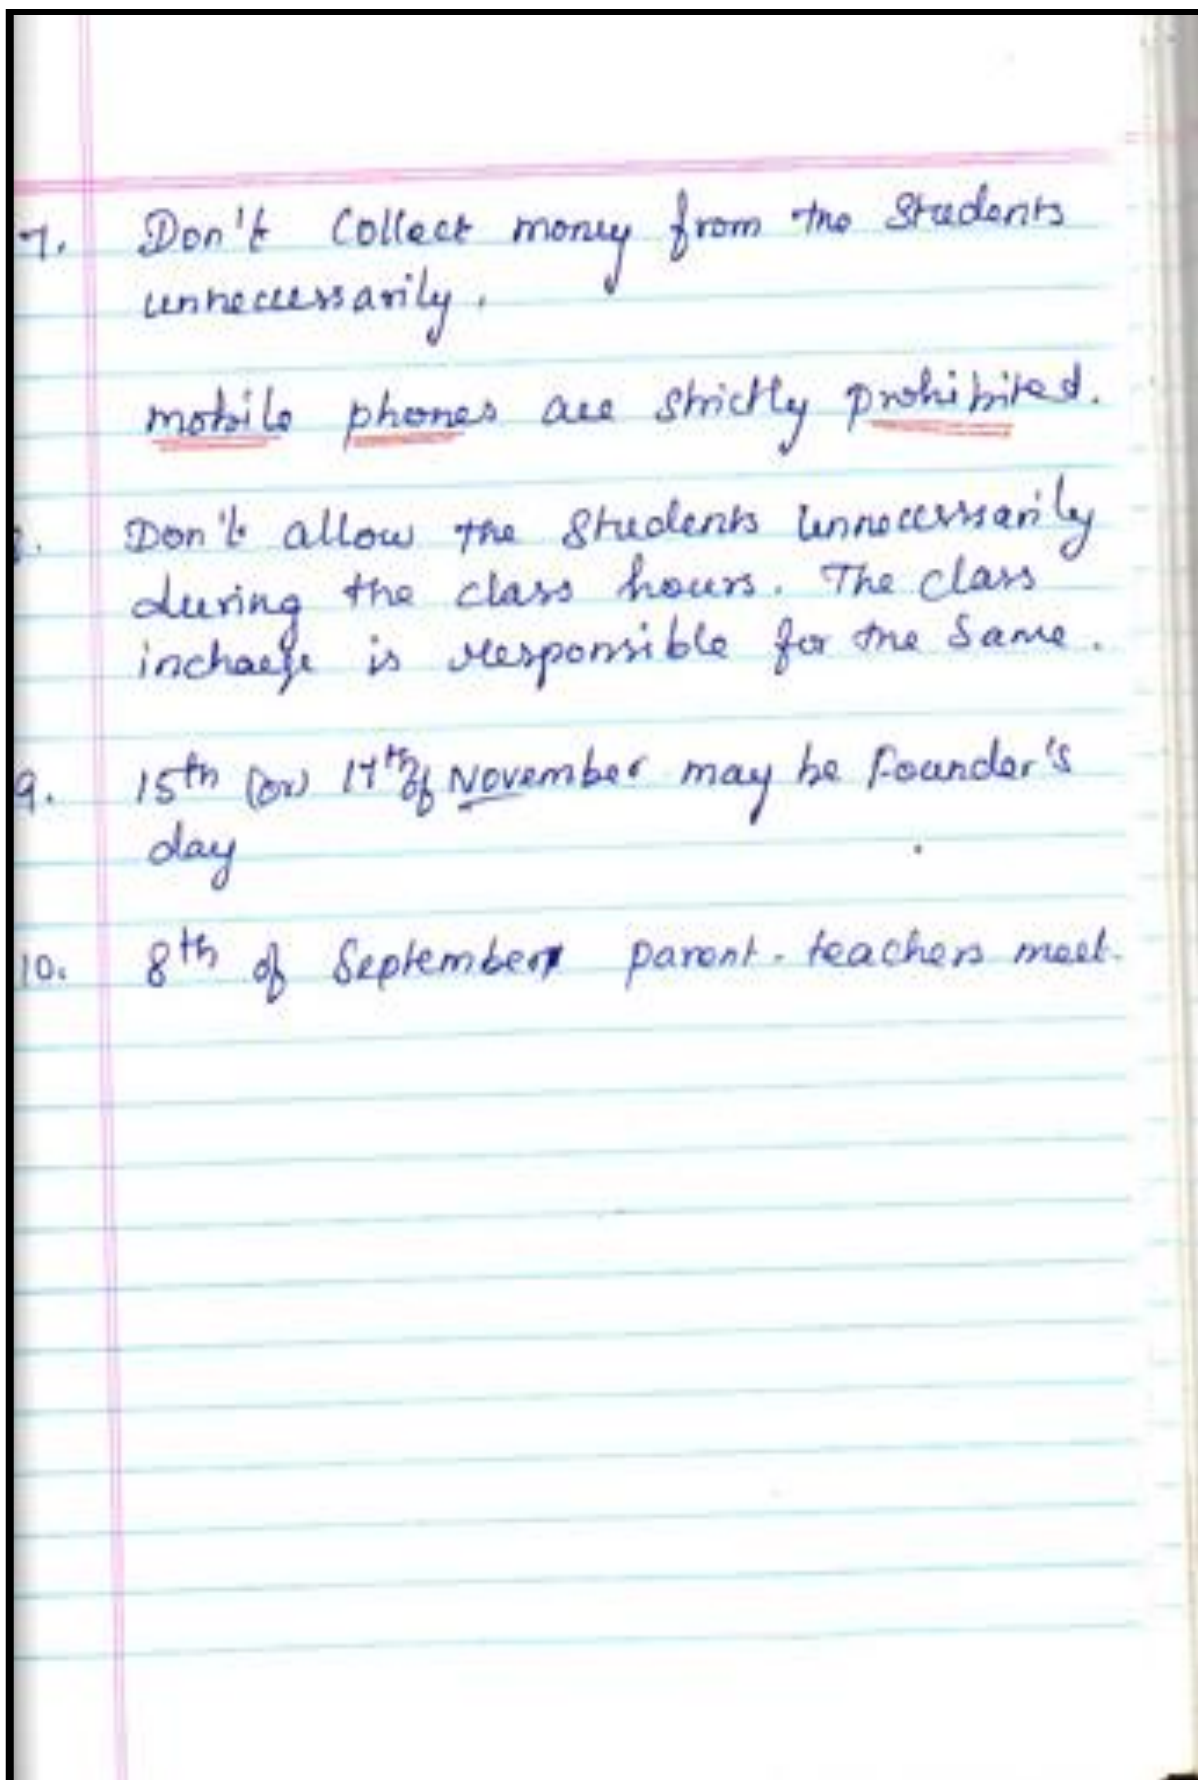 7. Don't Collect money from the Students
unnecessarily.
mobile phones are strictly prohibited.
8. Don't allow the Students unnecessarily
during the class hours. The class
incharge is responsible for the Same.
9. 15th (or) 17th of November may be Founder's
day
10. 8th of September parent-teachers meet.